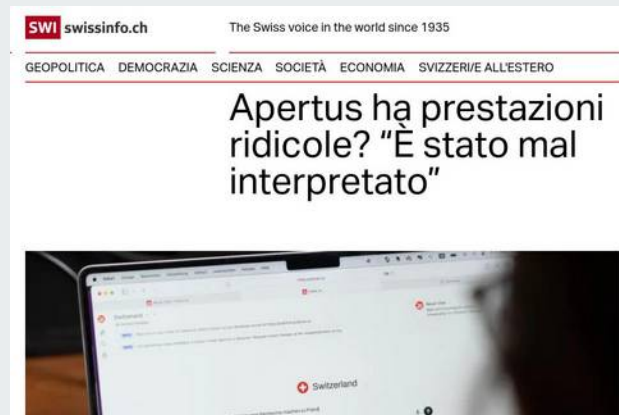 SWI swissinfo.ch
The Swiss voice in the world since 1935
GEOPOLITICA DEMOCRAZIA SCIENZA SOCIETÀ ECONOMIA SVIZZERI/E ALL'ESTERO
Apertus ha prestazioni
ridicole? “È stato mal
interpretato”
Switzerland